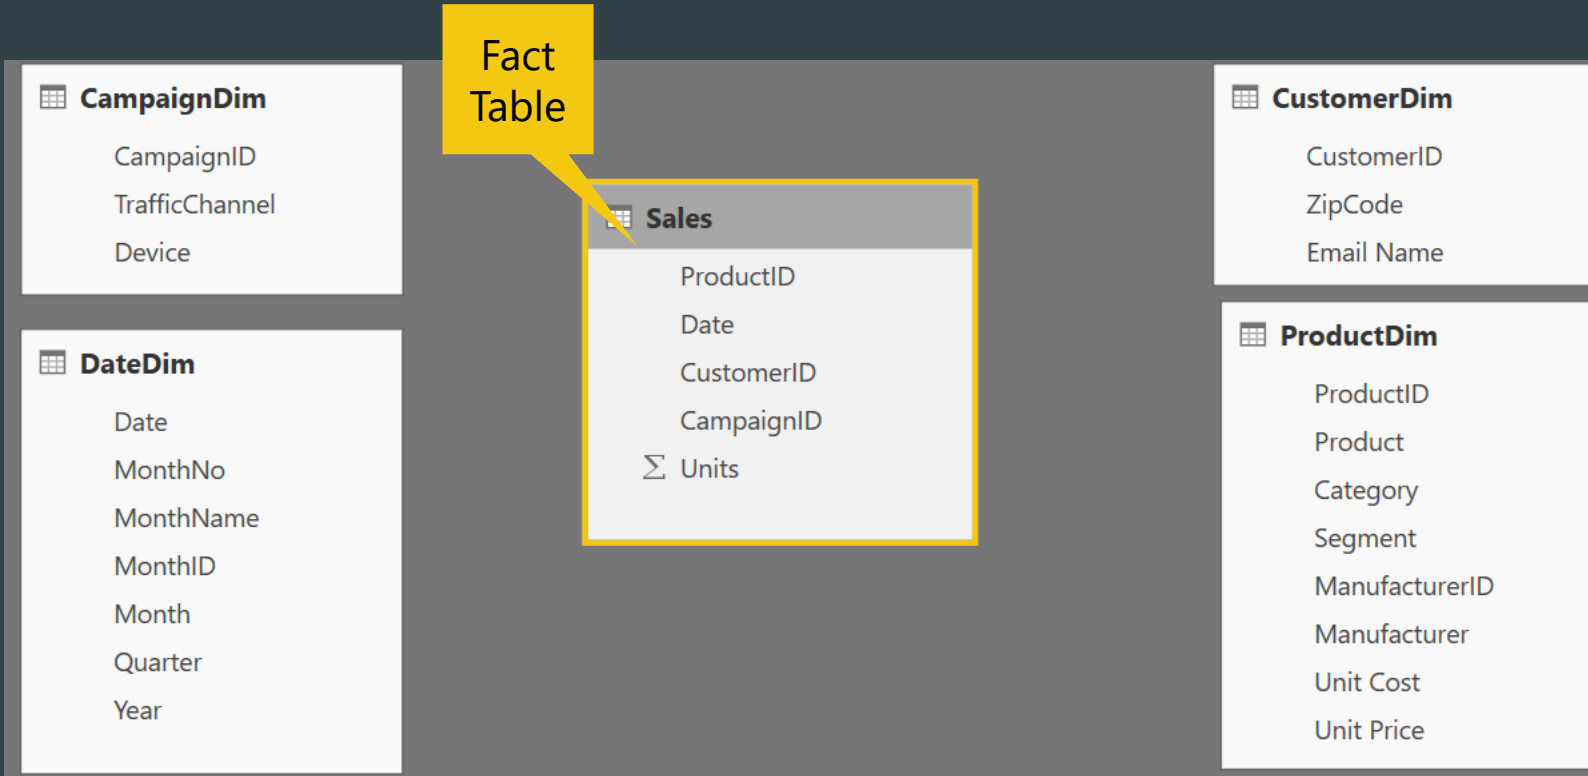 Fact
Table
CampaignDim
CampaignID
TrafficChannel
Device
DateDim
Date
MonthNo
MonthName
MonthID
Month
Quarter
Year
Sales
ProductID
Date
CustomerID
CampaignID
Σ Units
CustomerDim
CustomerID
ZipCode
Email Name
ProductDim
ProductID
Product
Category
Segment
ManufacturerID
Manufacturer
Unit Cost
Unit Price